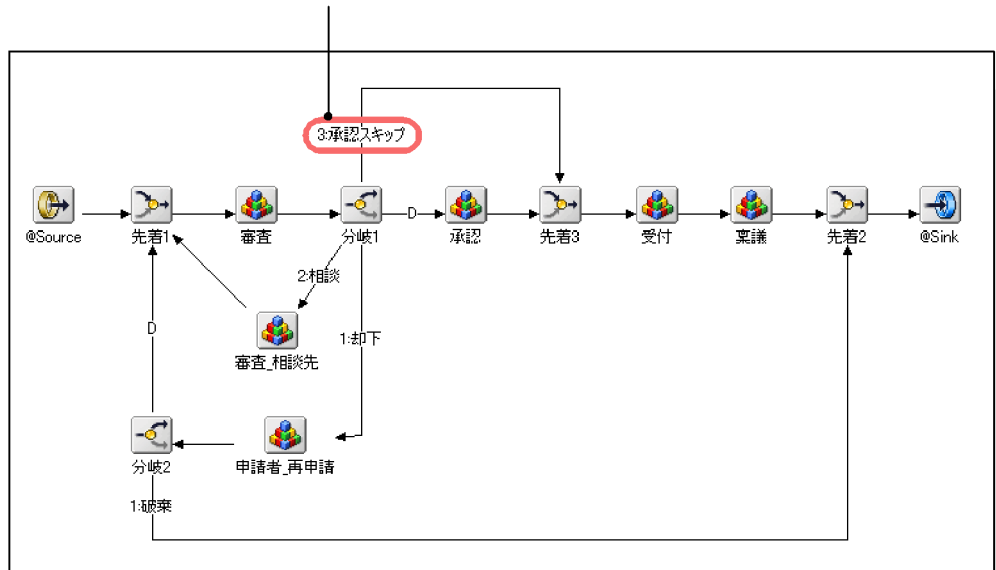 3:承認スキップ
@Source
先着1
審査
分岐1
D
承認
先着3
受付
稟議
先着2
@Sink
2:相談
D
審査_相談先
1:却下
分岐2
申請者_再申請
1:破棄